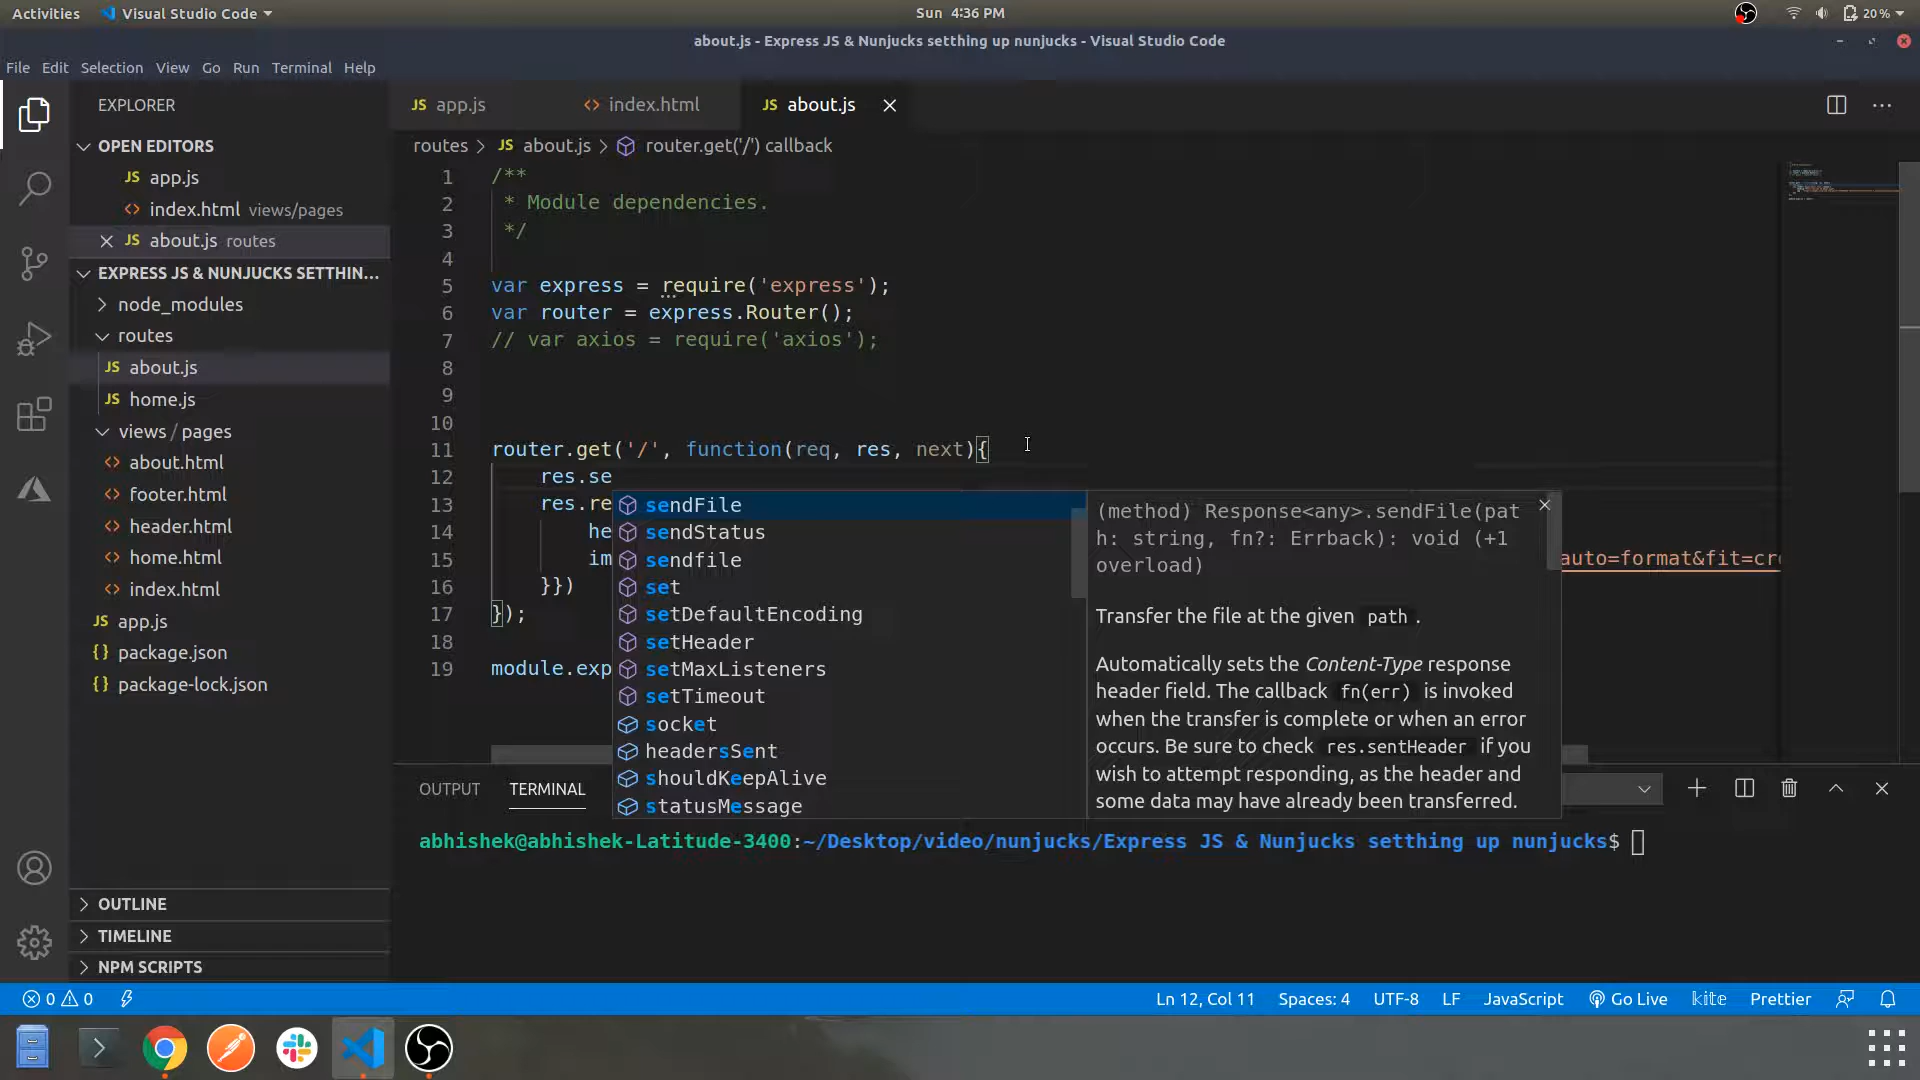 Activities
Visual Studio Code
Sun 4:36 PM
20%
about.js - Express JS & Nunjucks setthing up nunjucks - Visual Studio Code
File Edit Selection View Go Run Terminal Help
EXPLORER
OPEN EDITORS
JS app.js
<> index.html views/pages
JS about.js routes
EXPRESS JS & NUNJUCKS SETTHIN...
node_modules
routes
JS about.js
JS home.js
views / pages
<> about.html
<> footer.html
<> header.html
<> home.html
<> index.html
JS app.js
{} package.json
{} package-lock.json
OUTLINE
TIMELINE
NPM SCRIPTS
JS app.js
<> index.html
JS about.js
routes > JS about.js > router.get('/') callback
1 /**
2 * Module dependencies.
3 */
4
5 var express = require('express');
6 var router = express.Router();
7 // var axios = require('axios');
8
9
10
11 router.get('/', function(req, res, next){
12 res.se
13 res.re
14 he
15 im
auto=format&fit=cr
16 }})
17 });
18
19 module.exp
sendFile
sendStatus
sendfile
set
setDefaultEncoding
setHeader
setMaxListeners
setTimeout
socket
headersSent
shouldKeepAlive
statusMessage
(method) Response<any>.sendFile(pat
h: string, fn?: Errback): void (+1
overload)
Transfer the file at the given path .
Automatically sets the Content-Type response
header field. The callback fn(err) is invoked
when the transfer is complete or when an error
occurs. Be sure to check res.sentHeader if you
wish to attempt responding, as the header and
some data may have already been transferred.
OUTPUT
TERMINAL
abhishek@abhishek-Latitude-3400:~/Desktop/video/nunjucks/Express JS & Nunjucks setthing up nunjucks$
0 0
Ln 12, Col 11
Spaces: 4
UTF-8
LF
JavaScript
Go Live
kite
Prettier